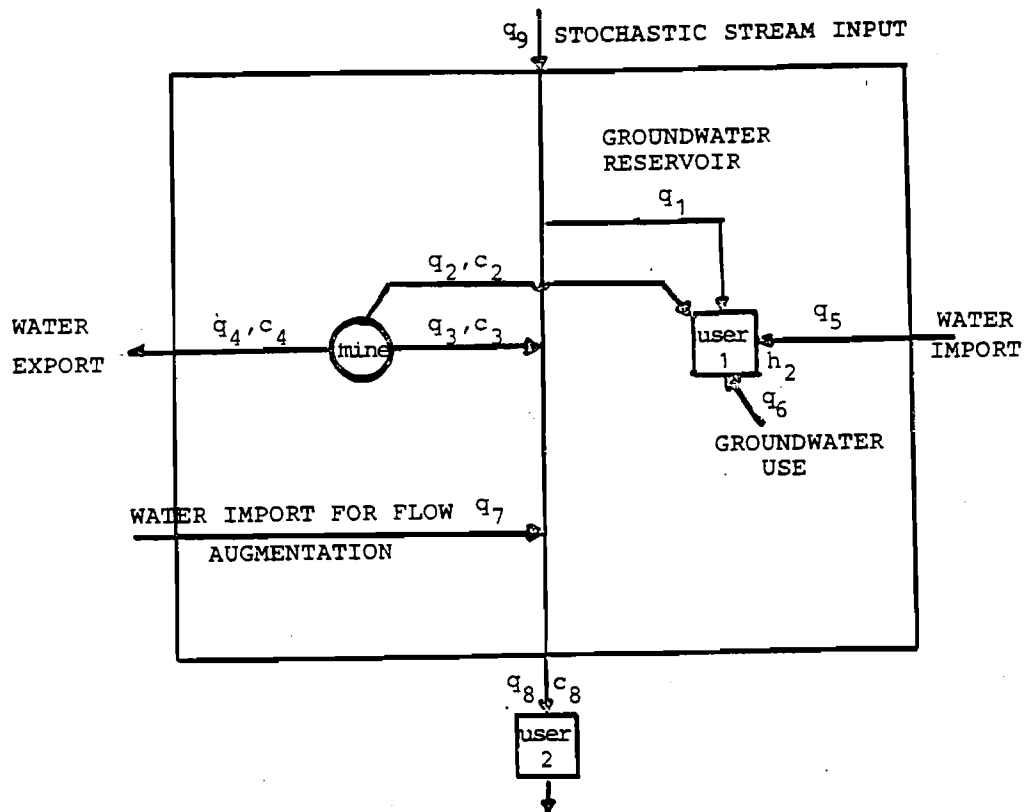 q9 STOCHASTIC STREAM INPUT
GROUNDWATER
RESERVOIR
q1
q2,c2
WATER
EXPORT
q4,c4
mine
q3,c3
user
1
h2
q5
WATER
IMPORT
q6
GROUNDWATER
USE
WATER IMPORT FOR FLOW q7
AUGMENTATION
q8 c8
user
2